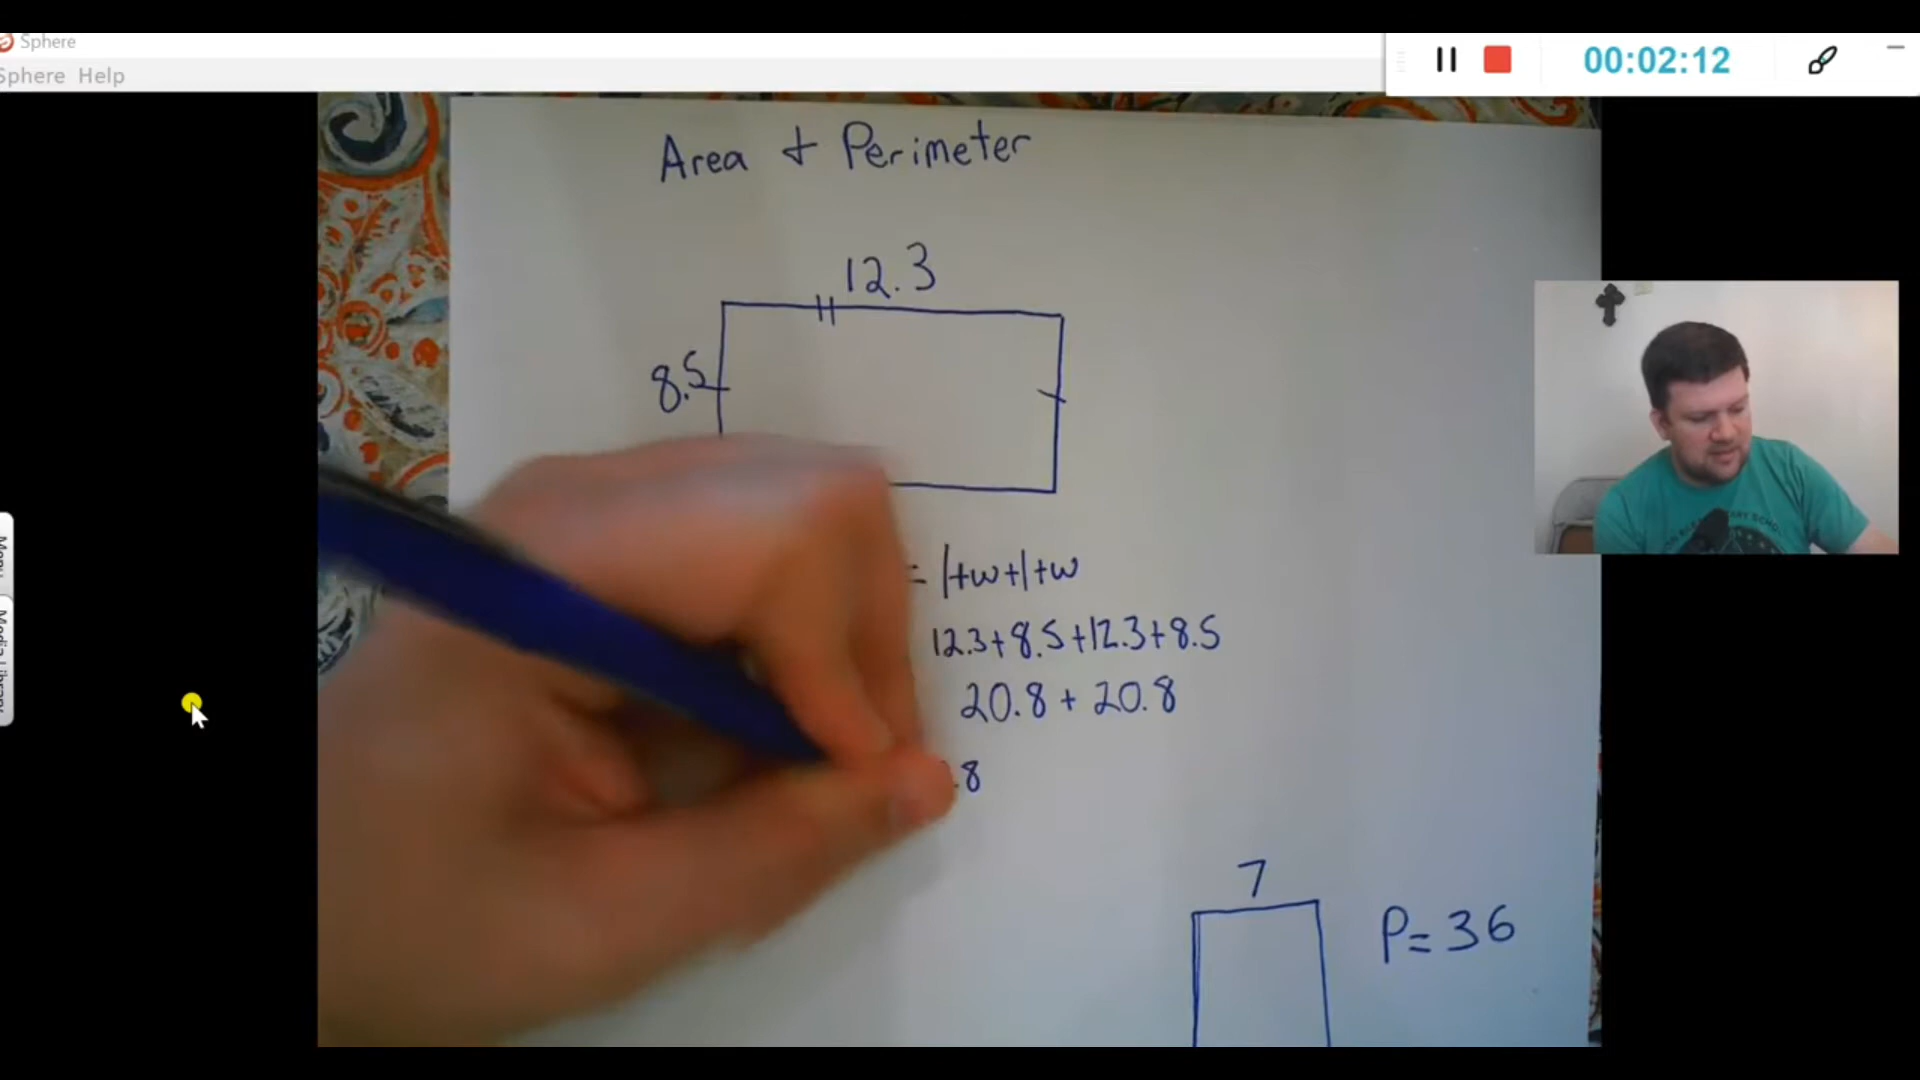 Sphere
Sphere Help
00:02:12
Area + Perimeter
12.3
8.5
= l+w+l+w
12.3+8.5+12.3+8.5
20.8 + 20.8
.8
7
P=36
Menu